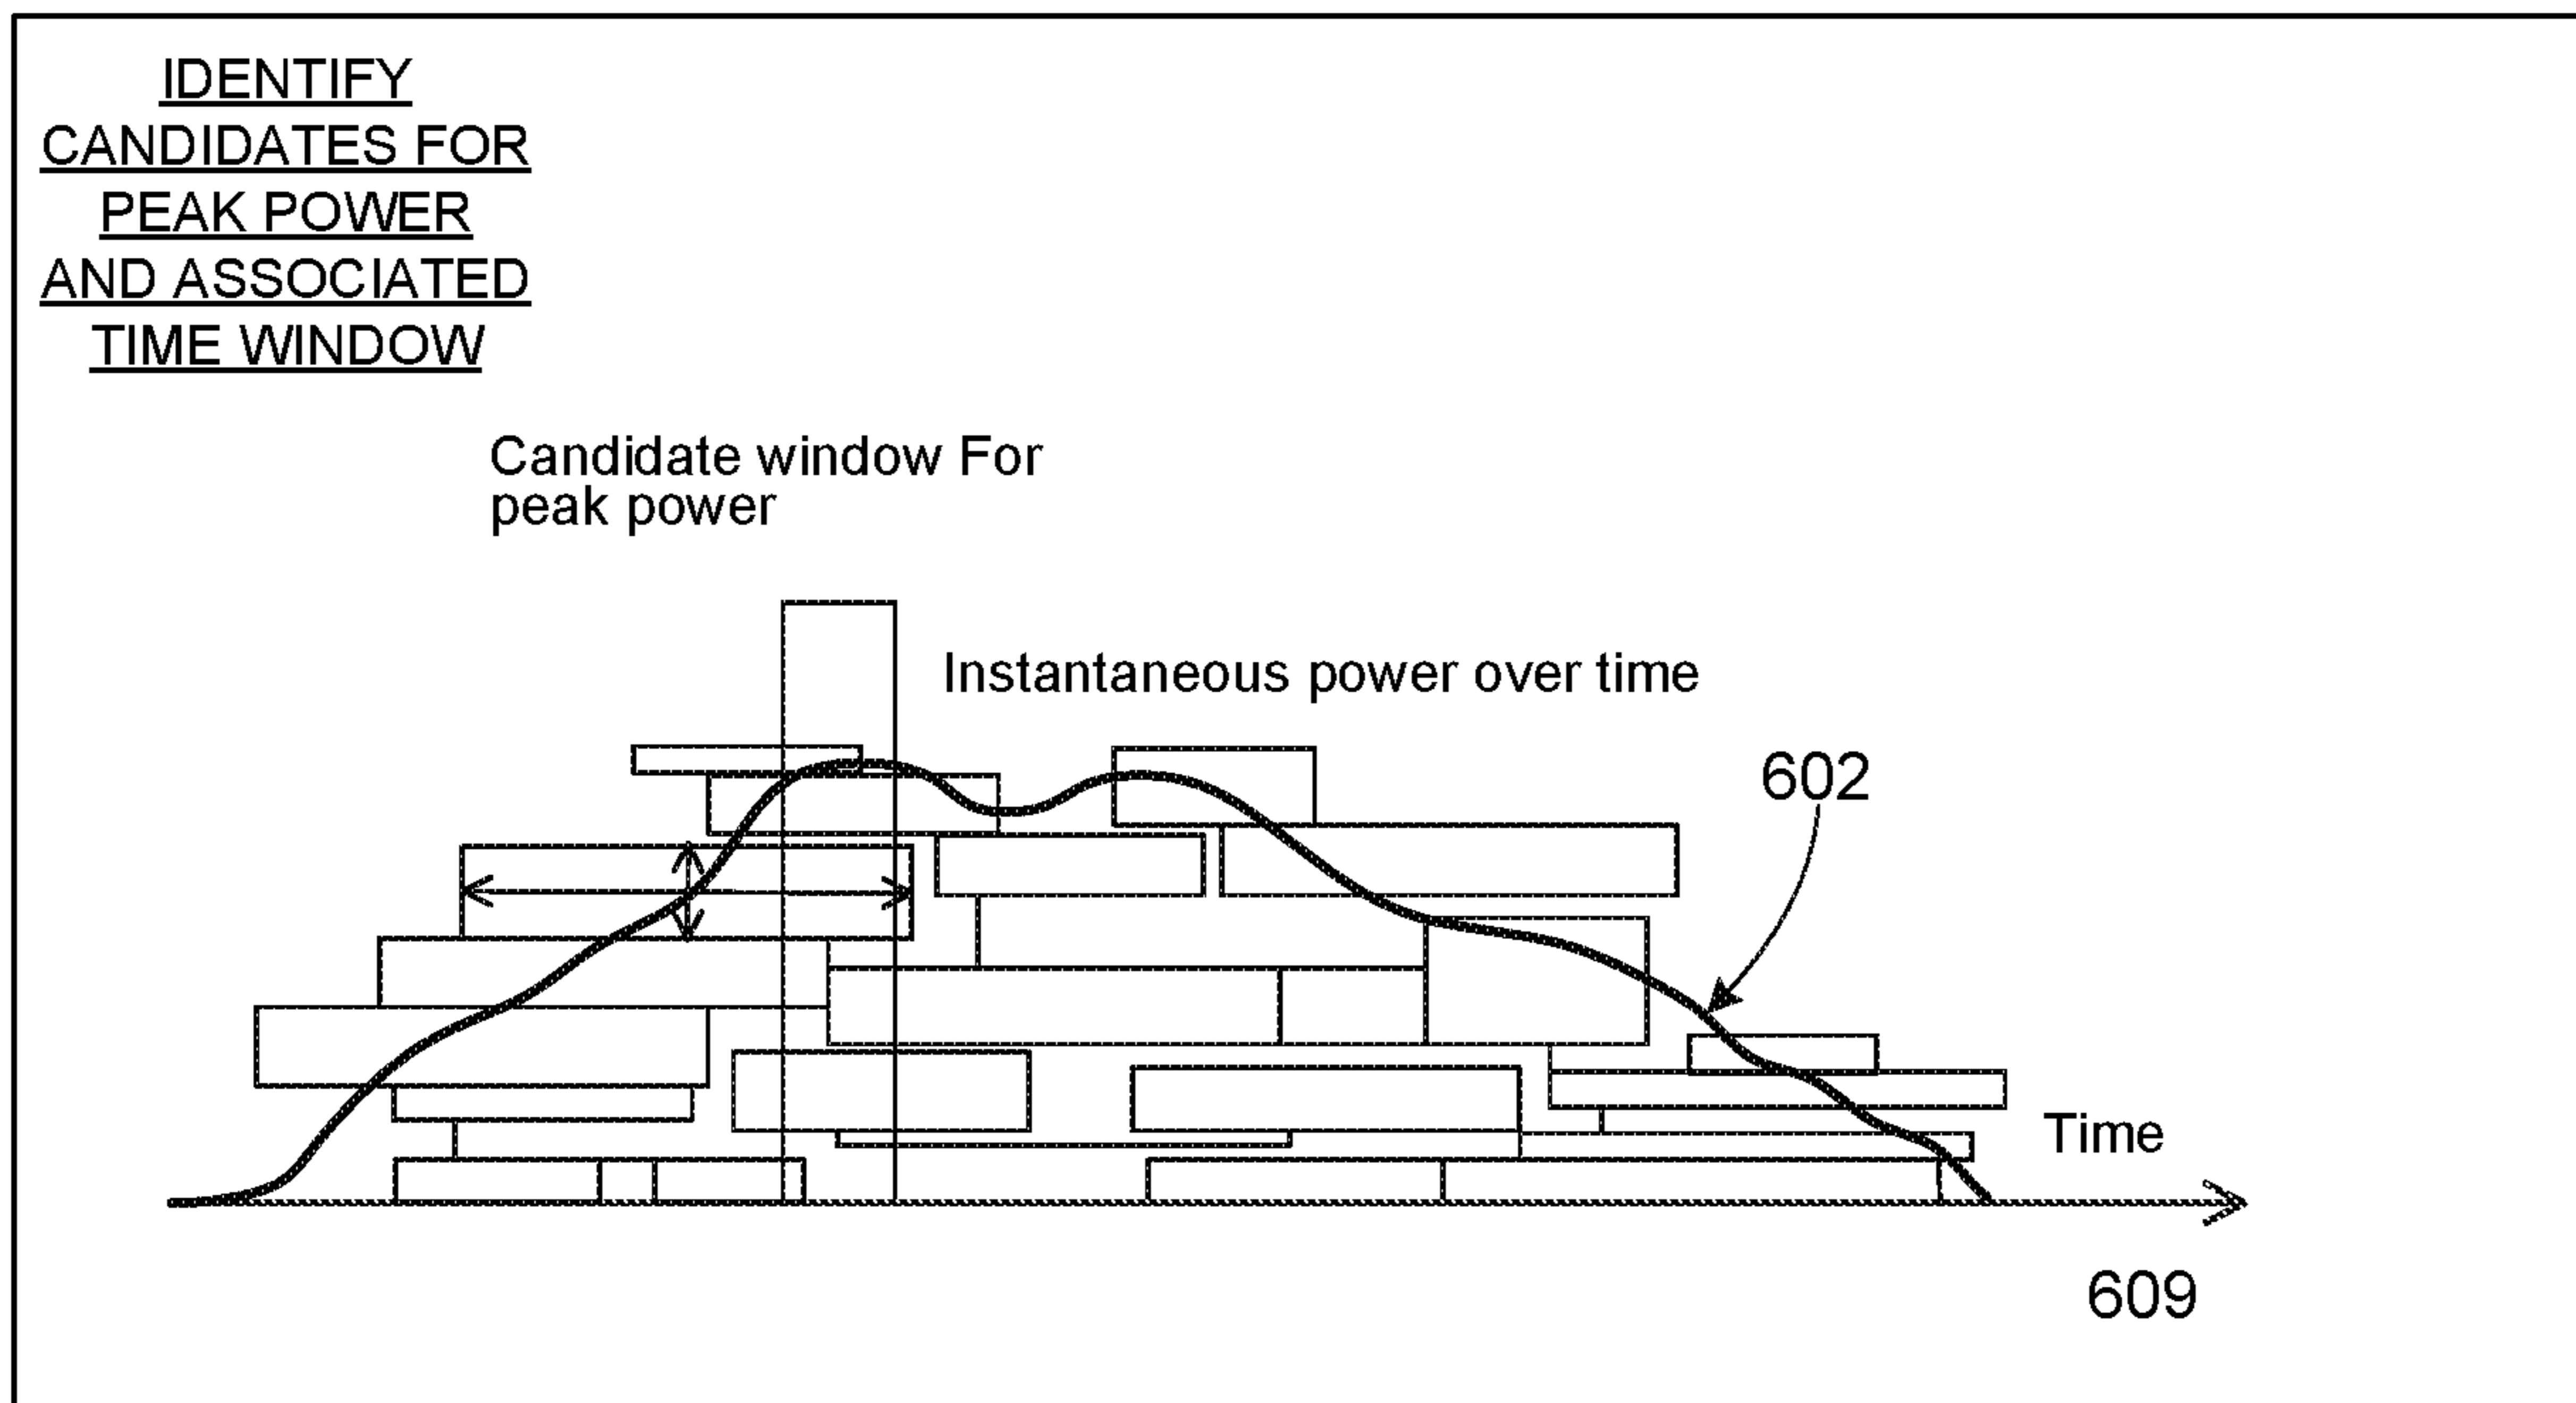 IDENTIFY
CANDIDATES FOR
PEAK POWER
AND ASSOCIATED
TIME WINDOW
Candidate window For
peak power
Instantaneous power over time
602
Time
609